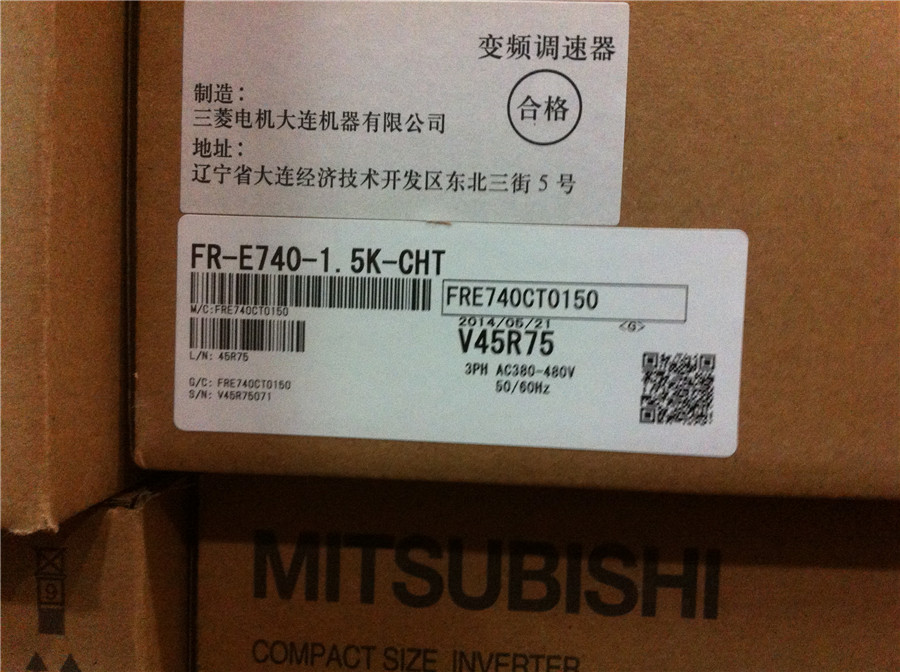 变频调速器
合格
制造：
三菱电机大连机器有限公司
地址：
辽宁省大连经济技术开发区东北三街 5 号
FR-E740-1.5K-CHT
FRE740CT0150
M/C:FRE740CT0150
2014/05/21
<G>
V45R75
L/N: 45R75
3PH AC380-480V
50/60Hz
G/C: FRE740CT0150
S/N: V45R75071
MITSUBISHI
COMPACT SIZE INVERTER
9